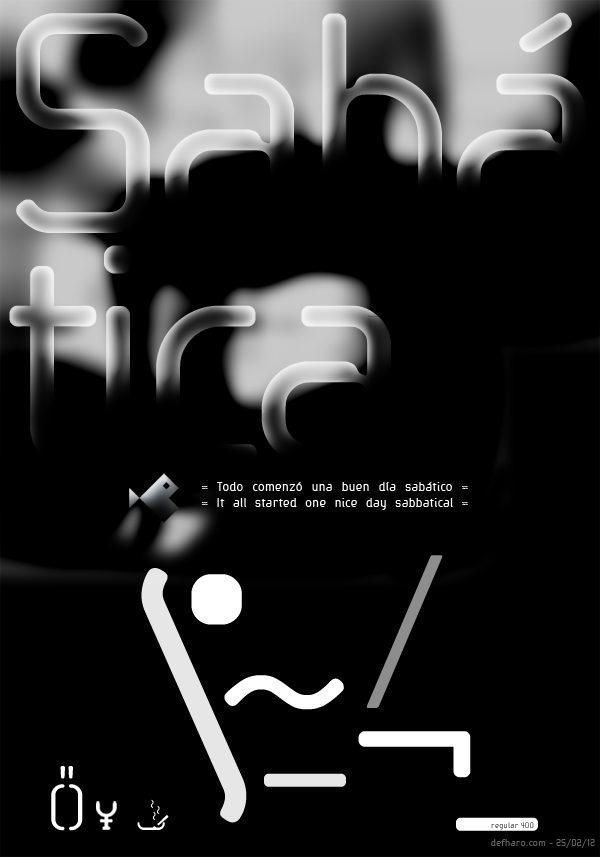 Sabá
tica
= Todo comenzó una buen día sabático =
= It all started one nice day sabbatical =
Ö
regular 400
defharo.com - 25/02/12